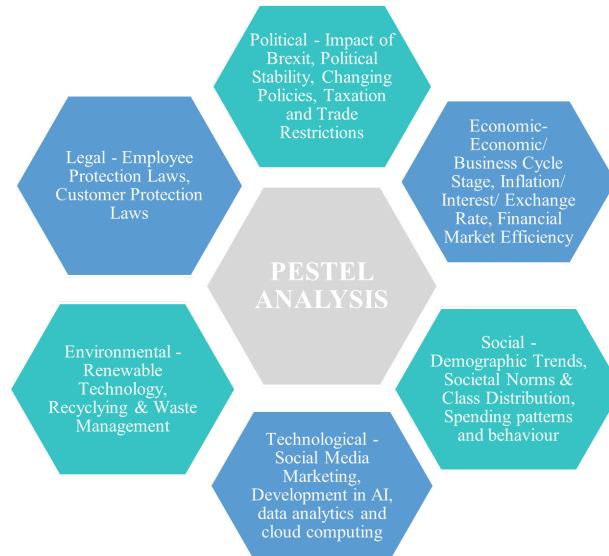 Political - Impact of
Brexit, Political
Stability, Changing
Policies, Taxation
and Trade
Restrictions
Economic-
Economic/
Business Cycle
Stage, Inflation/
Interest/ Exchange
Rate, Financial
Market Efficiency
Social -
Demographic Trends,
Societal Norms &
Class Distribution,
Spending patterns
and behaviour
Technological -
Social Media
Marketing,
Development in AI,
data analytics and
cloud computing
Environmental -
Renewable
Technology,
Recyclying & Waste
Management
Legal - Employee
Protection Laws,
Customer Protection
Laws
PESTEL
ANALYSIS